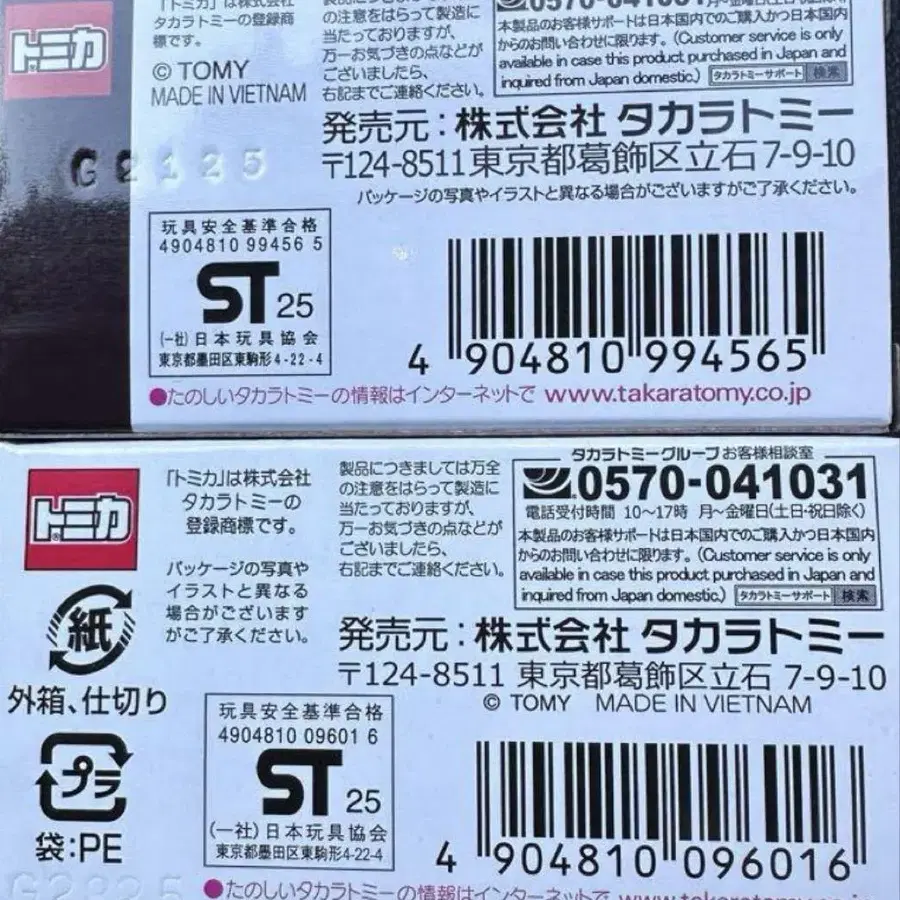 トミカ
「トミカ」は株式会社
タカラトミーの登録商
標です。
© TOMY
MADE IN VIETNAM
G2125
製品につきましては万全
の注意をはらって製造に
当たっておりますが、
万一お気づきの点などが
ございましたら、
右記までご連絡ください。
0570-041031
本製品のお客様サポートは日本国内でのご購入かつ日本国内
からのお問い合わせに限ります。(Customer service is only
available in case this product purchased in Japan and
inquired from Japan domestic.) タカラトミーサポート 検索
発売元:株式会社 タカラトミー
〒124-8511 東京都葛飾区立石 7-9-10
パッケージの写真やイラストと異なる場合がございますがご了承ください。
玩具安全基準合格
4904810 99456 5
ST 25
(一社)日本玩具協会
東京都墨田区東駒形4-22-4
4 904810 994565
●たのしいタカラトミーの情報はインターネットで www.takaratomy.co.jp
トミカ®
「トミカ」は株式会社
タカラトミーの
登録商標です。
パッケージの写真や
イラストと異なる
場合がございます
がご了承ください。
製品につきましては万全
の注意をはらって製造に
当たっておりますが、
万一お気づきの点などが
ございましたら、
右記までご連絡ください。
タカラトミーグループ お客様相談室
0570-041031
電話受付時間 10〜17時 月〜金曜日(土日・祝日除く)
本製品のお客様サポートは日本国内でのご購入かつ日本国内
からのお問い合わせに限ります。(Customer service is only
available in case this product purchased in Japan and
inquired from Japan domestic.) タカラトミーサポート 検索
発売元:株式会社 タカラトミー
〒124-8511 東京都葛飾区立石 7-9-10
© TOMY MADE IN VIETNAM
紙
外箱、仕切り
プラ
袋:PE
G2825
玩具安全基準合格
4904810 09601 6
ST 25
(一社)日本玩具協会
東京都墨田区東駒形4-22-4
4 904810 096016
●たのしいタカラトミーの情報はインターネットで www.takaratomy.co.jp